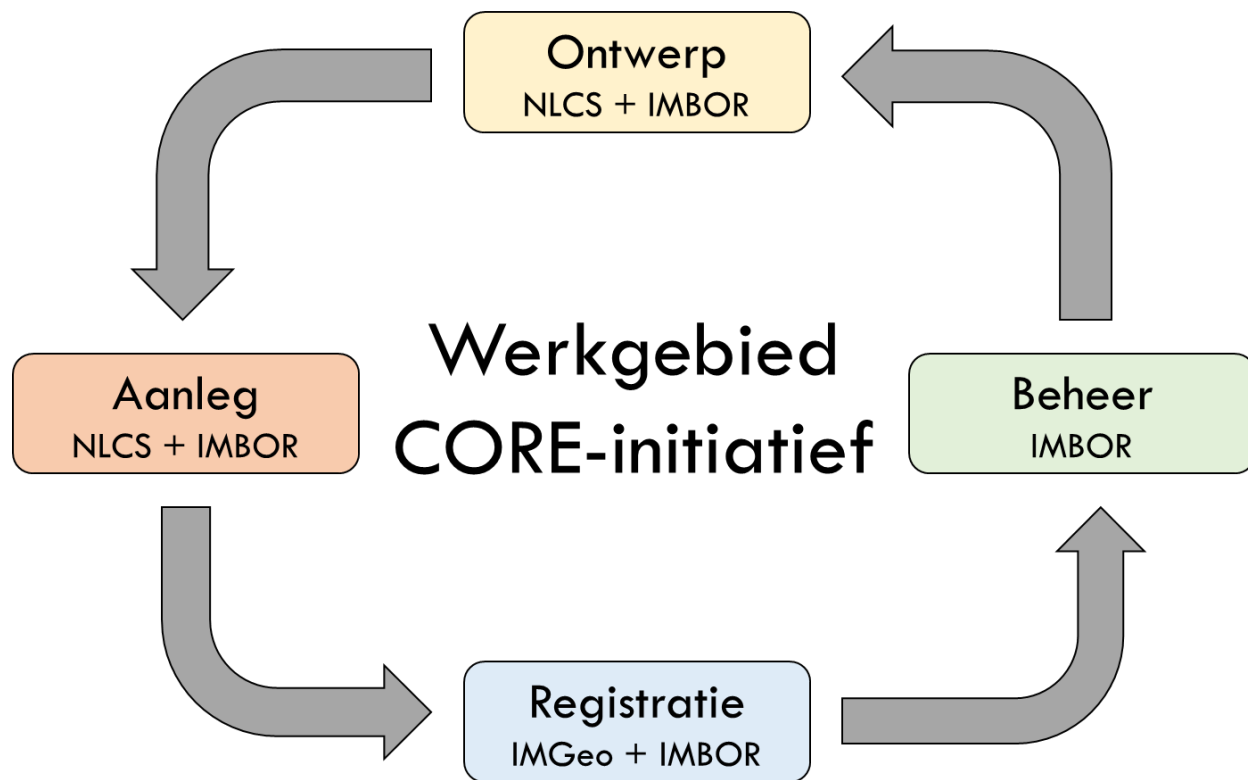 Ontwerp
NLCS + IMBOR
Werkgebied
CORE-initiatief
Aanleg
NLCS + IMBOR
Beheer
IMBOR
Registratie
IMGeo + IMBOR